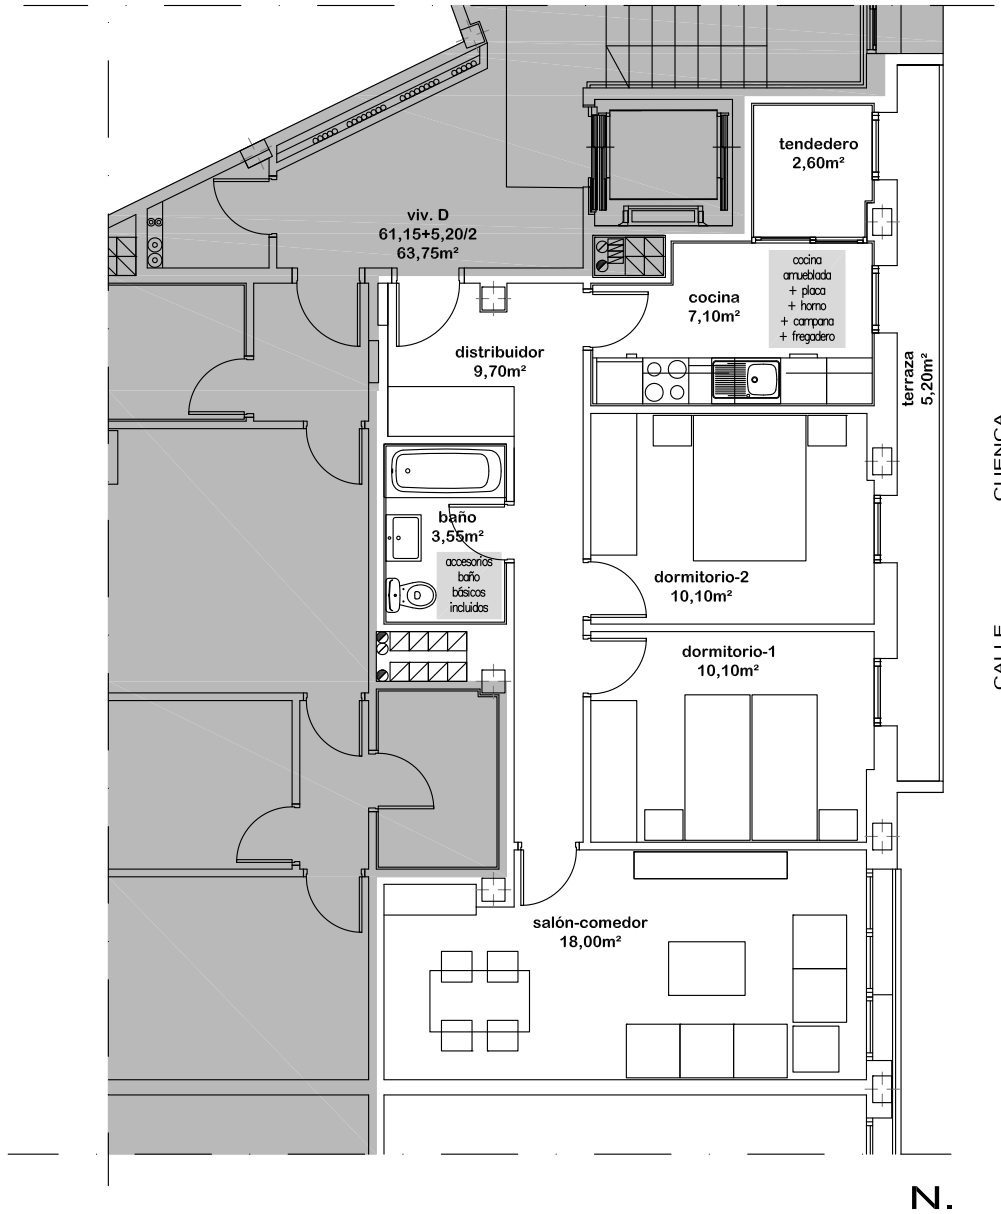 tendedero
2,60m²
viv. D
61,15+5,20/2
63,75m²
cocina
amueblada
+ placa
+ horno
+ campana
+ fregadero
cocina
7,10m²
distribuidor
9,70m²
terraza
5,20m²
CALLE CUENCA
baño
3,55m²
accesorios
baño
básicos
incluidos
dormitorio-2
10,10m²
dormitorio-1
10,10m²
salón-comedor
18,00m²
N.